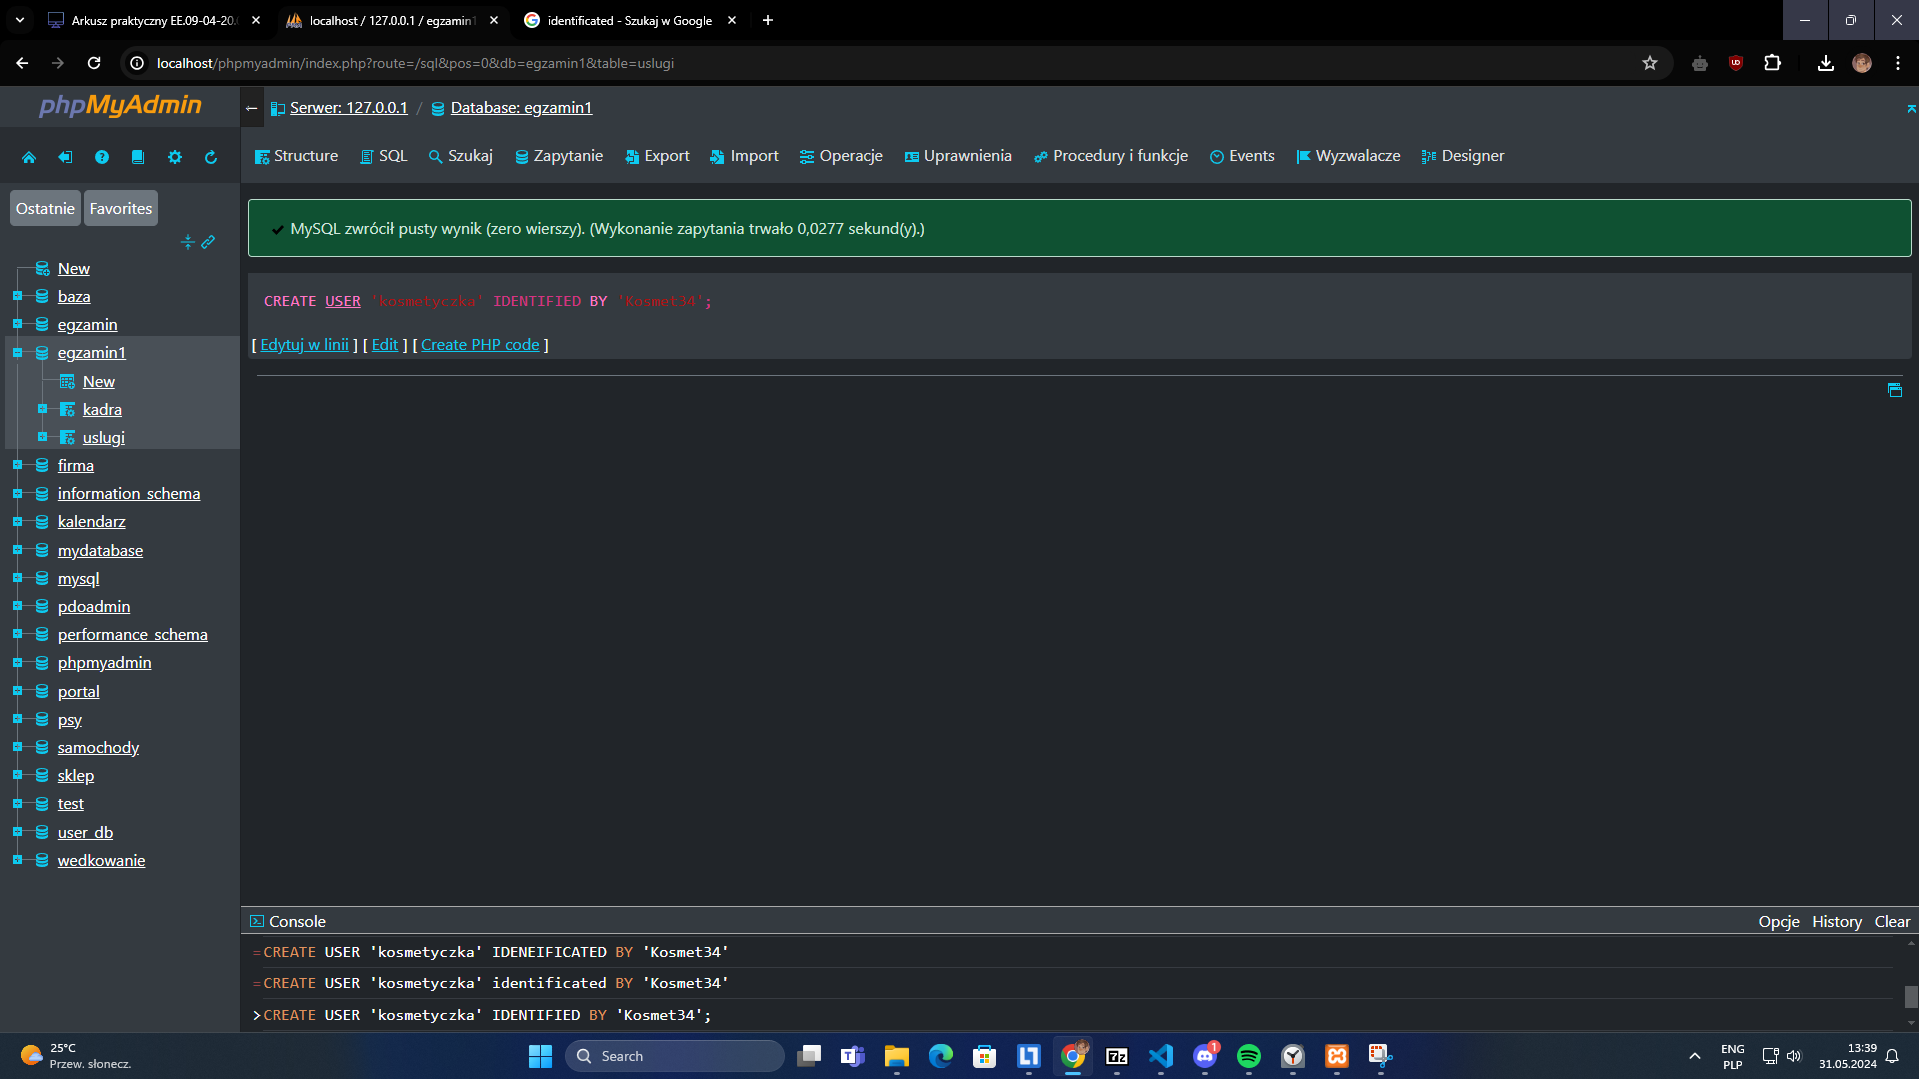 Arkusz praktyczny EE.09-04-20.0
localhost / 127.0.0.1 / egzamin1
identificated - Szukaj w Google
localhost/phpmyadmin/index.php?route=/sql&pos=0&db=egzamin1&table=uslugi
phpMyAdmin
Serwer: 127.0.0.1 / Database: egzamin1
Structure SQL Szukaj Zapytanie Export Import Operacje Uprawnienia Procedury i funkcje Events Wyzwalacze Designer
Ostatnie Favorites
MySQL zwrócił pusty wynik (zero wierszy). (Wykonanie zapytania trwało 0,0277 sekund(y).)
CREATE USER 'kosmetyczka' IDENTIFIED BY 'Kosmet34';
[ Edytuj w linii ] [ Edit ] [ Create PHP code ]
New
baza
egzamin
egzamin1
New
kadra
uslugi
firma
information_schema
kalendarz
mydatabase
mysql
pdoadmin
performance_schema
phpmyadmin
portal
psy
samochody
sklep
test
user_db
wedkowanie
Console Opcje History Clear
=CREATE USER 'kosmetyczka' IDENEIFICATED BY 'Kosmet34'
=CREATE USER 'kosmetyczka' identificated BY 'Kosmet34'
>CREATE USER 'kosmetyczka' IDENTIFIED BY 'Kosmet34';
25°C
Przew. słonecz.
Search
1
ENG
PLP
13:39
31.05.2024